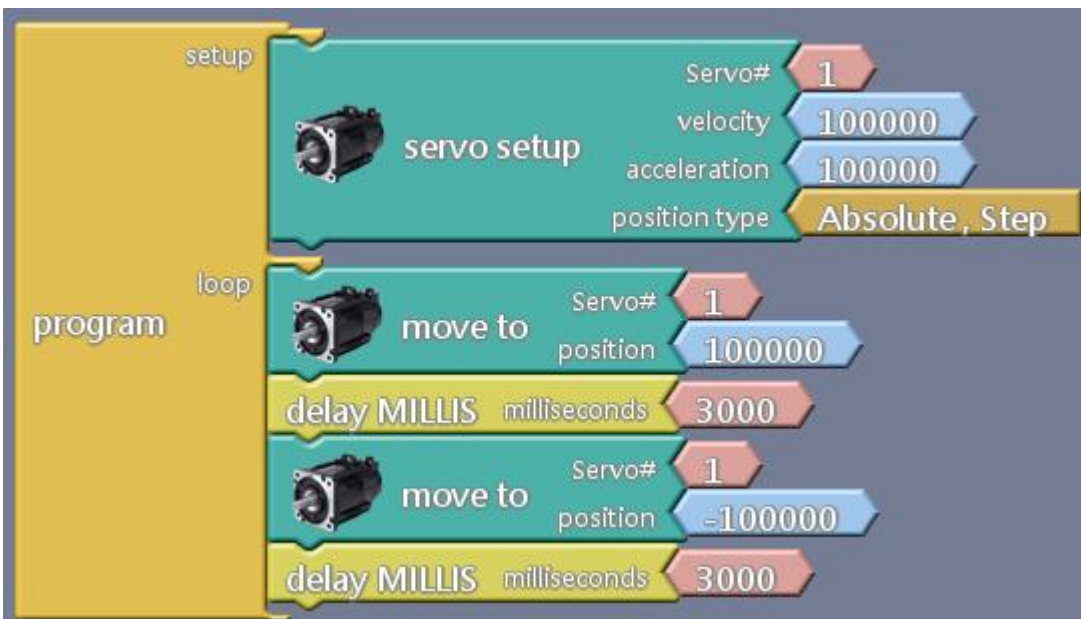 setup
Servo# 1
velocity 100000
servo setup
acceleration 100000
position type Absolute, Step
loop
Servo# 1
program
move to
position 100000
delay MILLIS milliseconds 3000
Servo# 1
move to
position -100000
delay MILLIS milliseconds 3000